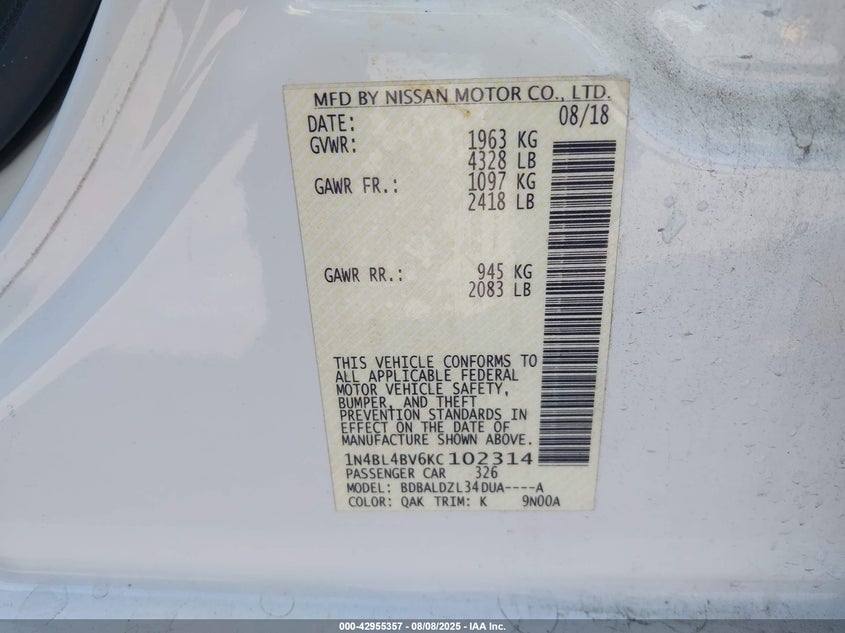 MFD BY NISSAN MOTOR CO., LTD.
DATE: 08/18
GVWR: 1963 KG
4328 LB
GAWR FR.: 1097 KG
2418 LB
GAWR RR.: 945 KG
2083 LB
THIS VEHICLE CONFORMS TO
ALL APPLICABLE FEDERAL
MOTOR VEHICLE SAFETY,
BUMPER, AND THEFT
PREVENTION STANDARDS IN
EFFECT ON THE DATE OF
MANUFACTURE SHOWN ABOVE.
1N4BL4BV6KC102314
PASSENGER CAR 326
MODEL: BDBALDZL34DUA----A
COLOR: QAK TRIM: K 9N00A
000-42955357 - 08/08/2025 - IAA Inc.